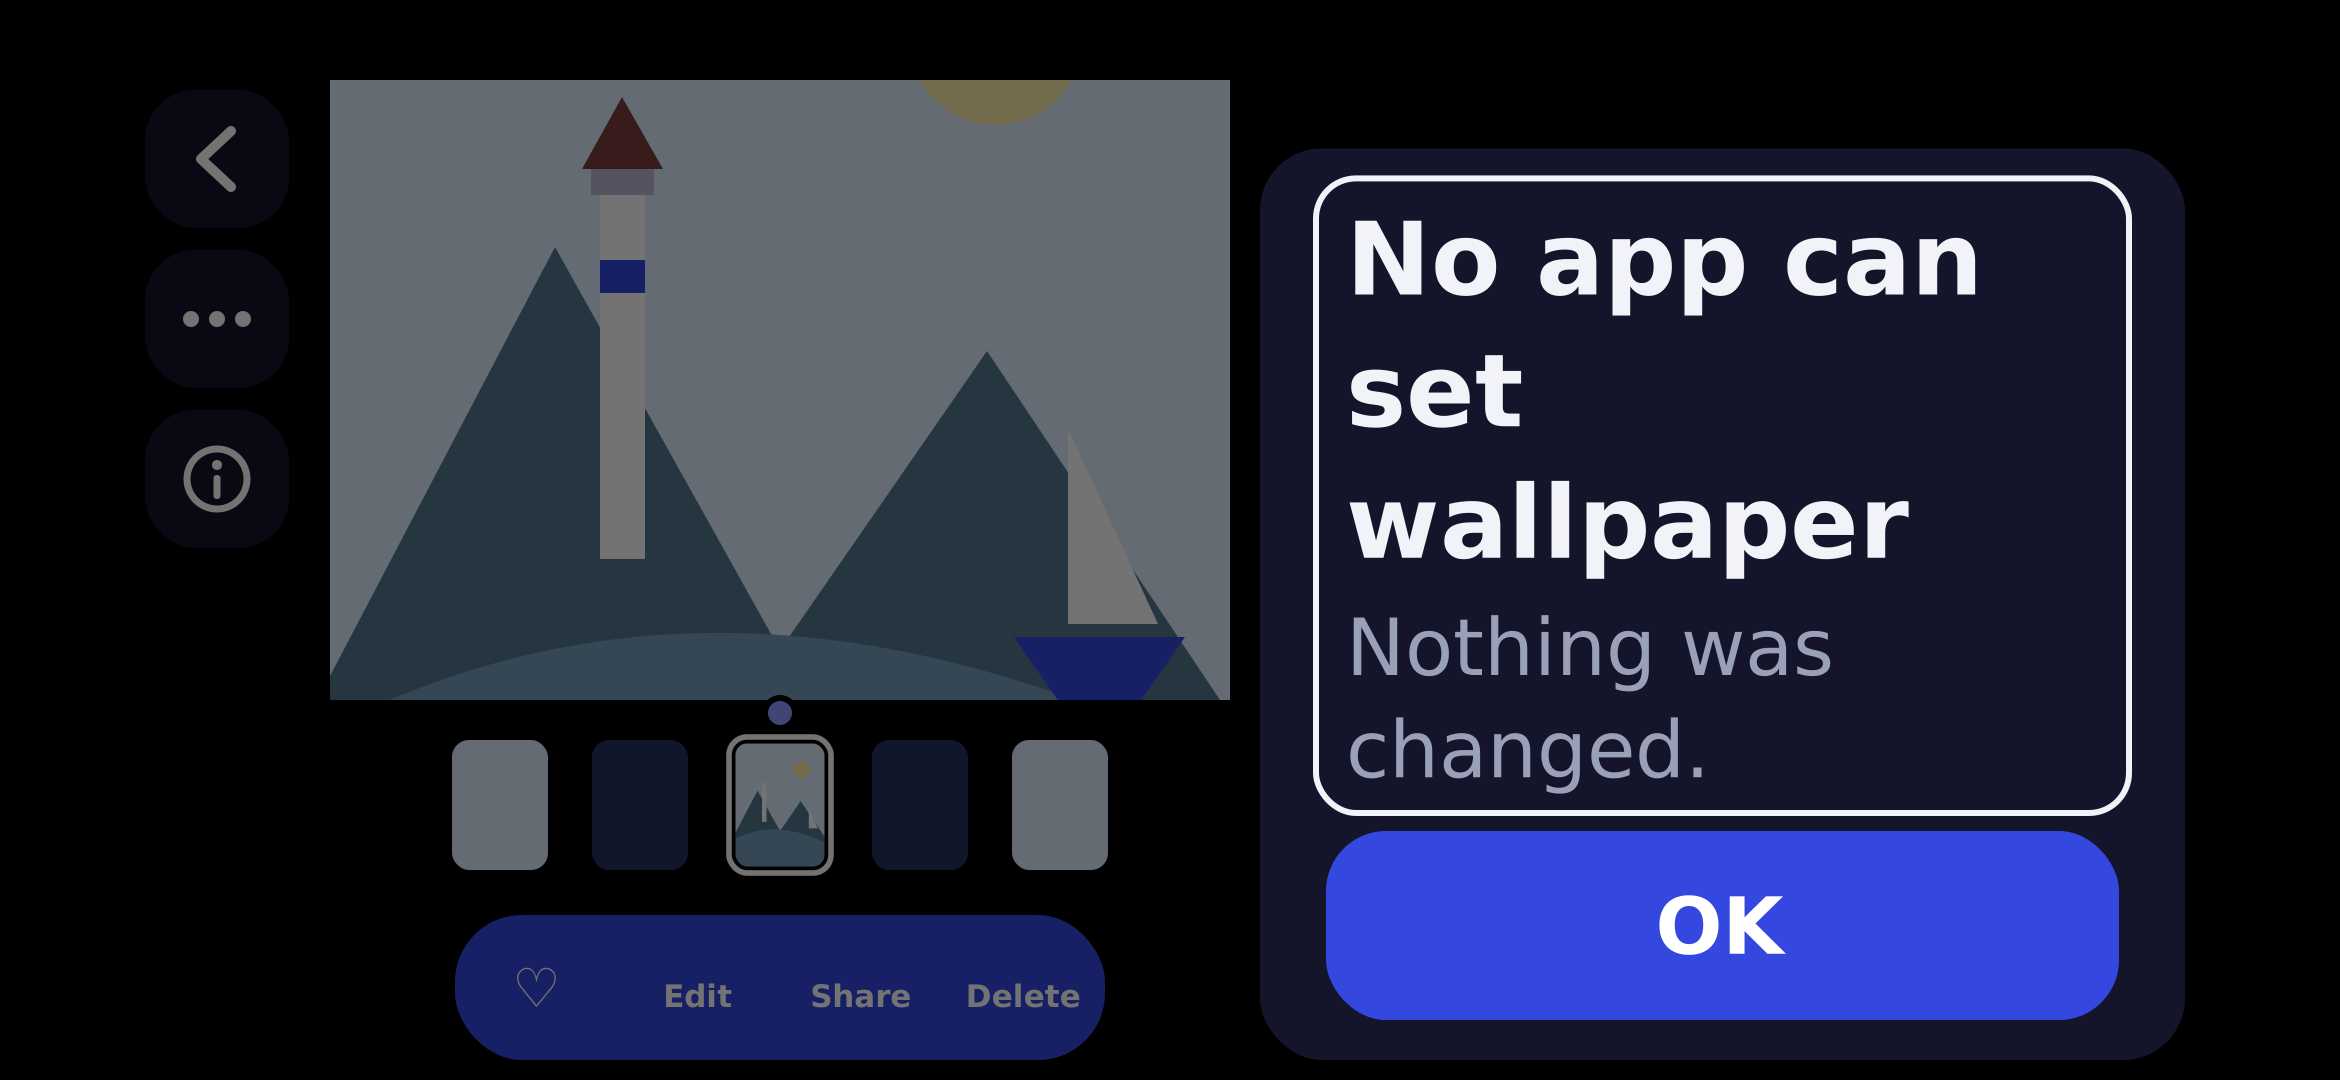 No app can
set
wallpaper
Nothing was
changed.
OK
Edit Share Delete